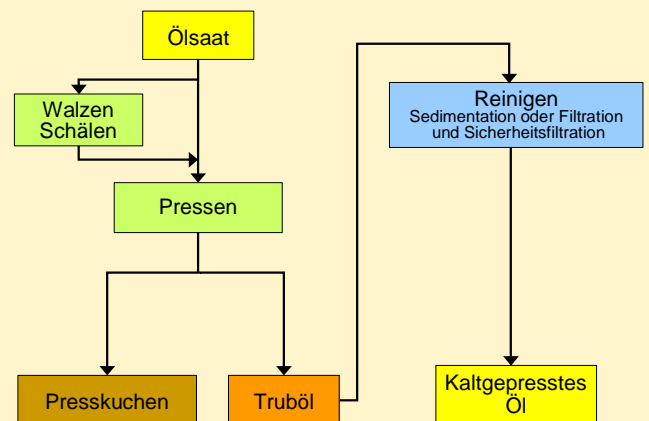 Ölsaat
Walzen
Schälen
Pressen
Presskuchen
Truböl
Reinigen
Sedimentation oder Filtration
und Sicherheitsfiltration
Kaltgepresstes
Öl